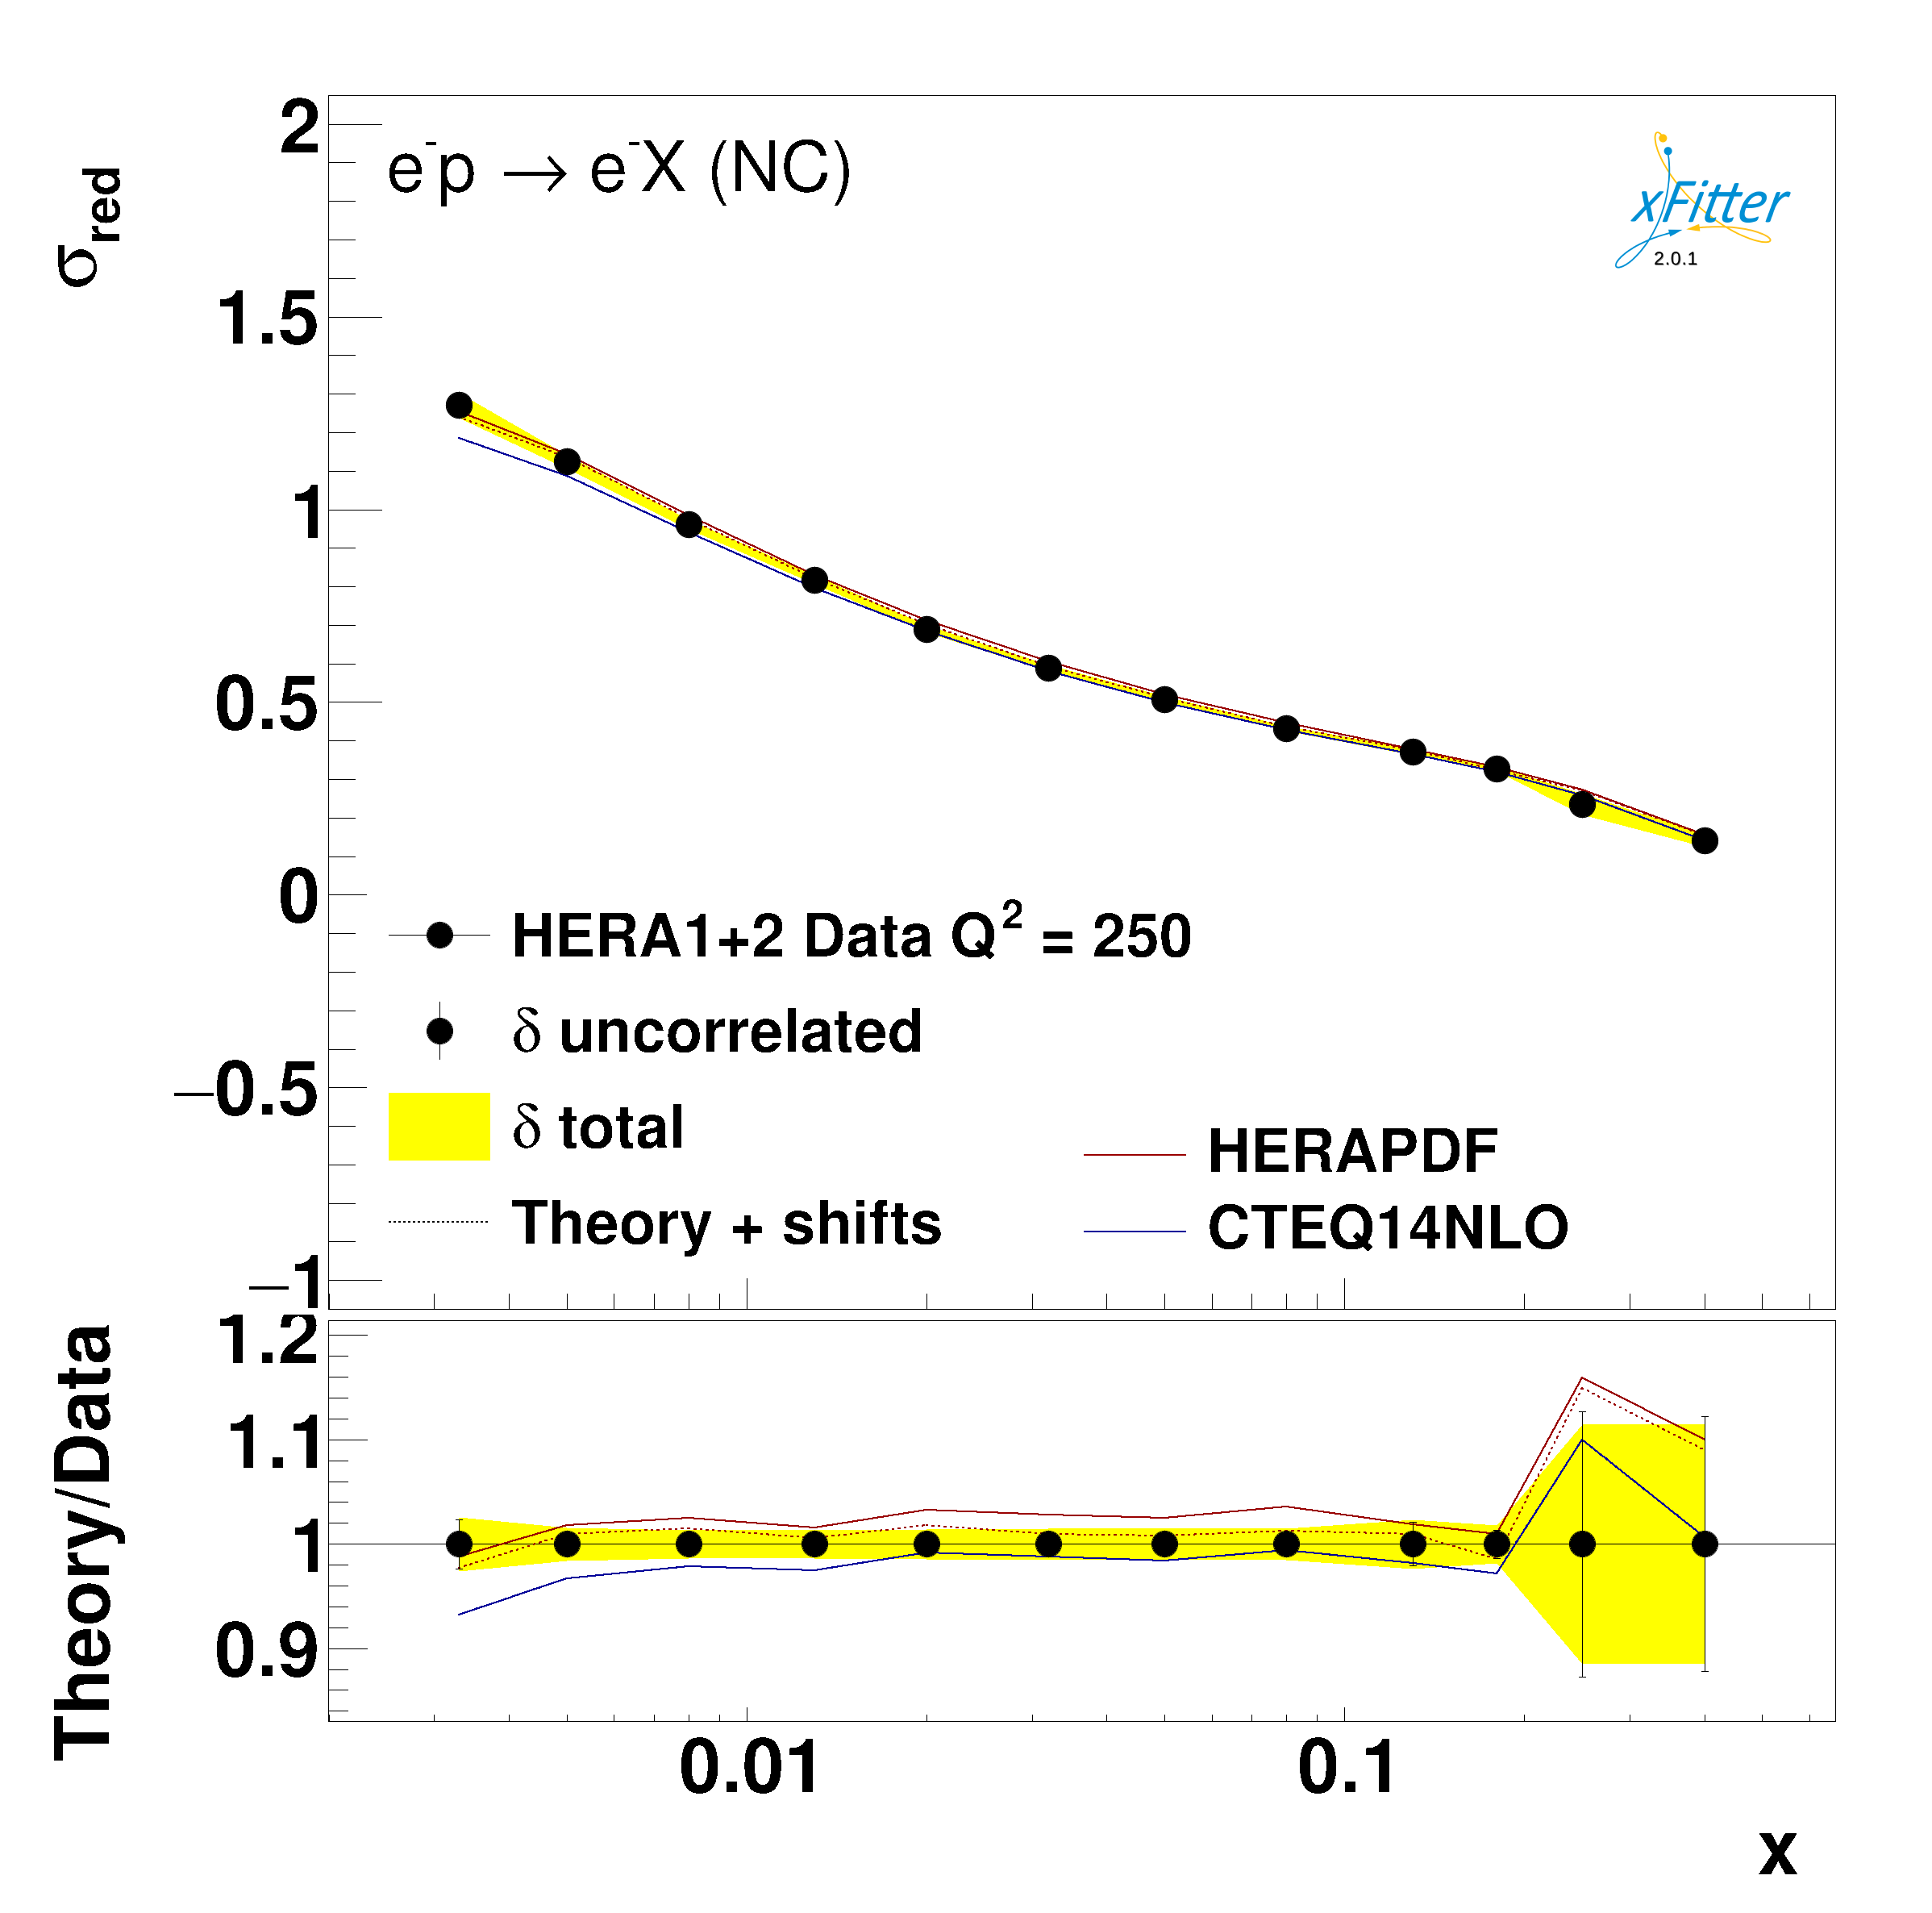 σred
2
1.5
1
0.5
0
−0.5
−1
e-p → e-X (NC)
xFitter
2.0.1
HERA1+2 Data Q2 = 250
δ uncorrelated
δ total
Theory + shifts
HERAPDF
CTEQ14NLO
Theory/Data
1.2
1.1
1
0.9
0.01 0.1
x